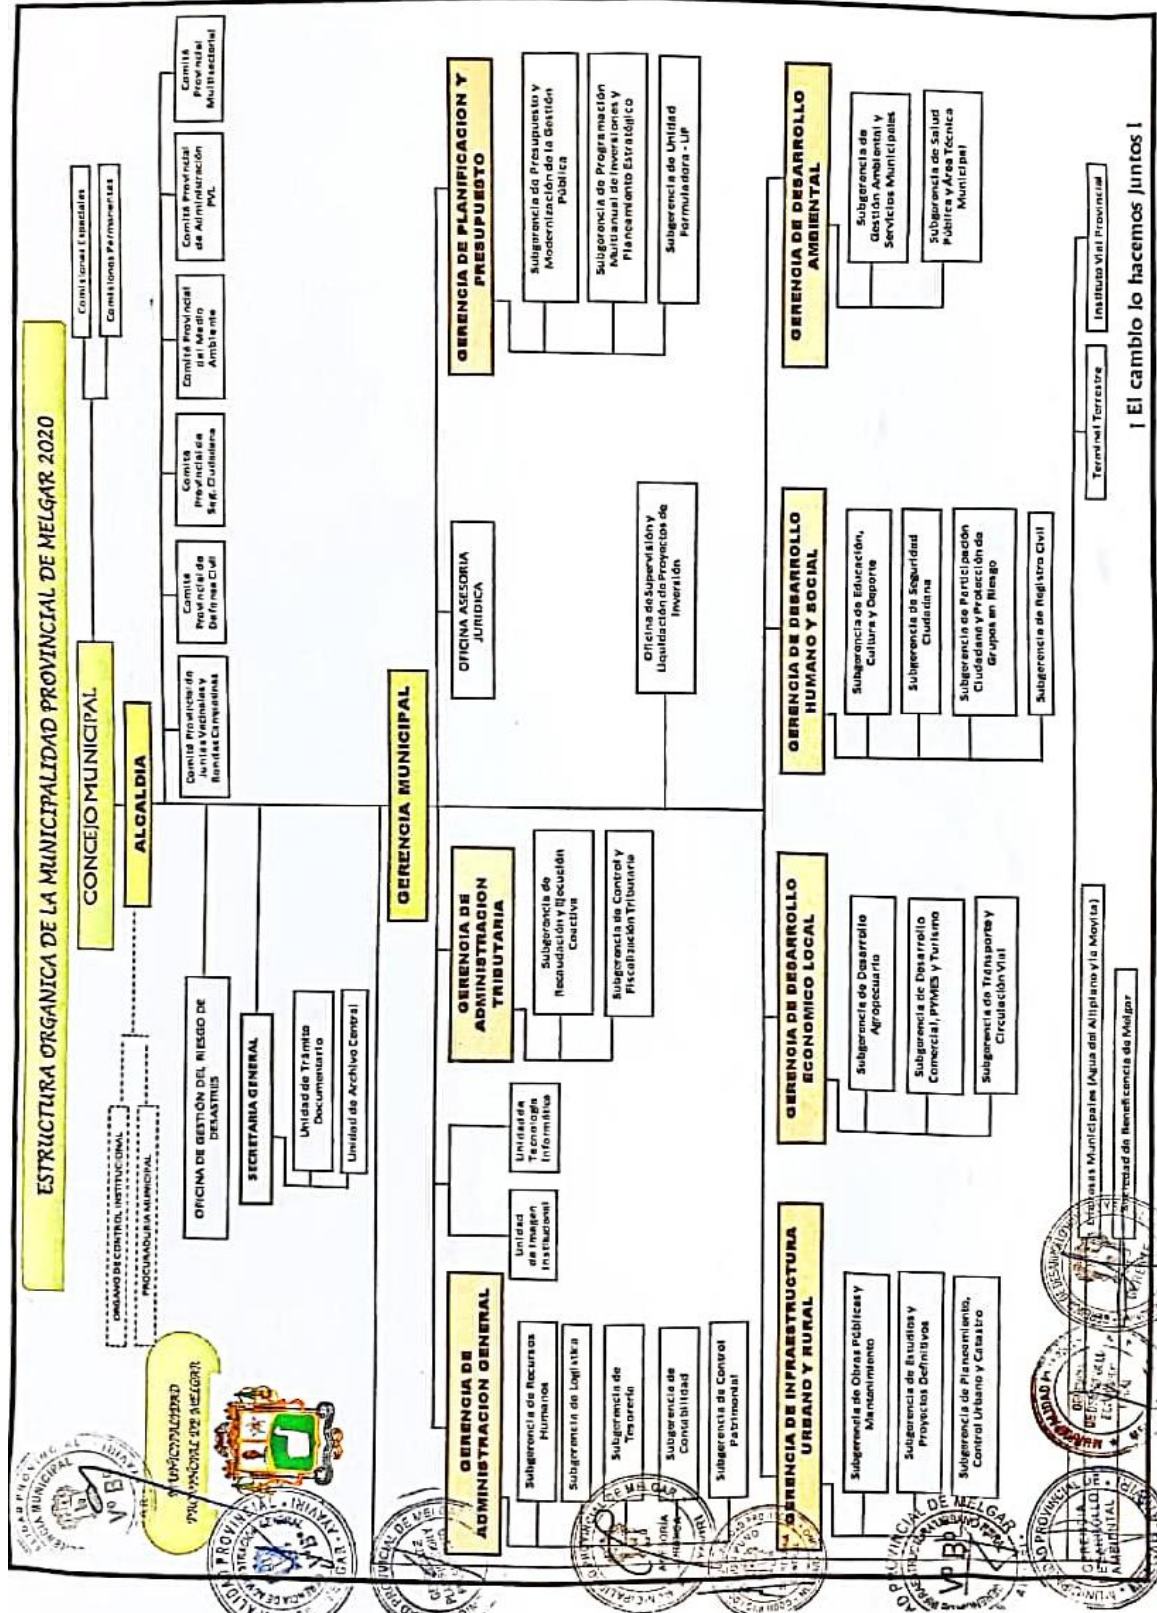 ESTRUCTURA ORGANICA DE LA MUNICIPALIDAD PROVINCIAL DE MELGAR 2020
MUNICIPALIDAD
PROVINCIAL DE MELGAR
CONCEJO MUNICIPAL
Comisiones Especiales
Comisiones Permanentes
ORGANO DE CONTROL INSTITUCIONAL
PROCURADURIA MUNICIPAL
ALCALDIA
Comité Provincial de
Juntas Vecinales y
Rondas Campesinas
Comité
Provincial de
Defensa Civil
Comité
Provincial de
Seg. Ciudadana
Comité Provincial
del Medio
Ambiente
Comité Provincial
de Administración
PVL
Comité
Provincial
Multisectorial
OFICINA DE GESTIÓN DEL RIESGO DE
DESASTRES
SECRETARIA GENERAL
Unidad de Trámite
Documentario
Unidad de Archivo Central
GERENCIA MUNICIPAL
GERENCIA DE
ADMINISTRACION GENERAL
Subgerencia de Recursos
Humanos
Subgerencia de Logística
Subgerencia de
Tesorería
Subgerencia de
Contabilidad
Subgerencia de Control
Patrimonial
Unidad
de Imagen
Institucional
Unidad de
Tecnología
Informática
GERENCIA DE
ADMINISTRACION
TRIBUTARIA
Subgerencia de
Recaudación y Ejecución
Coactiva
Subgerencia de Control y
Fiscalización Tributaria
OFICINA ASESORIA
JURIDICA
Oficina de Supervisión y
Liquidación de Proyectos de
Inversión
GERENCIA DE PLANIFICACION Y
PRESUPUESTO
Subgerencia de Presupuesto y
Modernización de la Gestión
Pública
Subgerencia de Programación
Multianual de Inversiones y
Planeamiento Estratégico
Subgerencia de Unidad
Formuladora - UF
GERENCIA DE INFRAESTRUCTURA
URBANO Y RURAL
Subgerencia de Obras Públicas y
Mantenimiento
Subgerencia de Estudios y
Proyectos Definitivos
Subgerencia de Planeamiento,
Control Urbano y Catastro
GERENCIA DE DESARROLLO
ECONOMICO LOCAL
Subgerencia de Desarrollo
Agropecuario
Subgerencia de Desarrollo
Comercial, PYMES y Turismo
Subgerencia de Transporte y
Circulación Vial
GERENCIA DE DESARROLLO
HUMANO Y SOCIAL
Subgerencia de Educación,
Cultura y Deporte
Subgerencia de Seguridad
Ciudadana
Subgerencia de Participación
Ciudadana y Protección de
Grupos en Riesgo
Subgerencia de Registro Civil
GERENCIA DE DESARROLLO
AMBIENTAL
Subgerencia de
Gestión Ambiental y
Servicios Municipales
Subgerencia de Salud
Pública y Área Técnica
Municipal
Empresas Municipales (Agua del Altiplano y la Moyita)
Sociedad de Beneficencia de Melgar
Terminal Terrestre
Instituto Vial Provincial
¡ El cambio lo hacemos juntos !